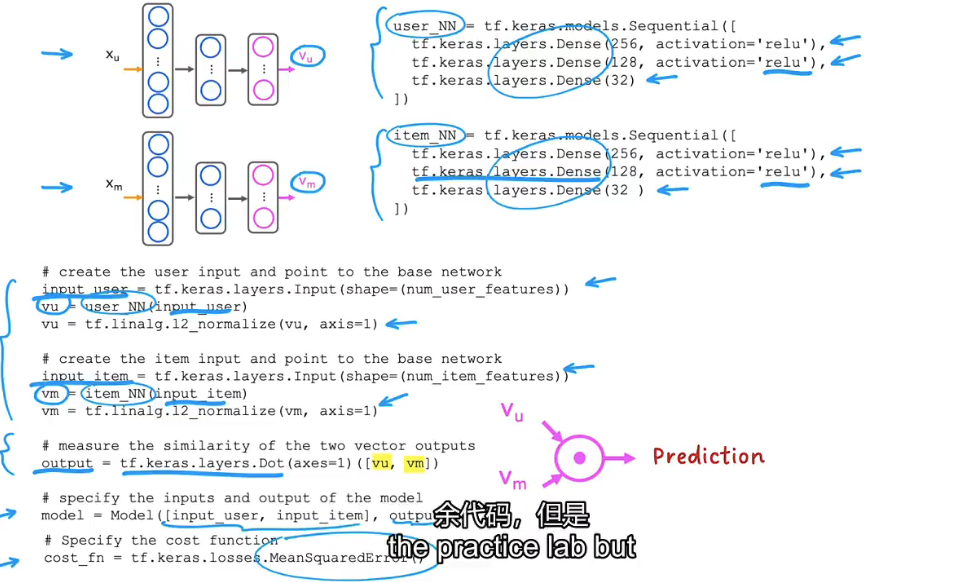 x_u
v_u
user_NN = tf.keras.models.Sequential([
tf.keras.layers.Dense(256, activation='relu'),
tf.keras.layers.Dense(128, activation='relu'),
tf.keras.layers.Dense(32)
])
x_m
v_m
item_NN = tf.keras.models.Sequential([
tf.keras.layers.Dense(256, activation='relu'),
tf.keras.layers.Dense(128, activation='relu'),
tf.keras.layers.Dense(32 )
])
# create the user input and point to the base network
input_user = tf.keras.layers.Input(shape=(num_user_features))
vu = user_NN(input_user)
vu = tf.linalg.l2_normalize(vu, axis=1)
# create the item input and point to the base network
input_item = tf.keras.layers.Input(shape=(num_item_features))
vm = item_NN(input_item)
vm = tf.linalg.l2_normalize(vm, axis=1)
# measure the similarity of the two vector outputs
output = tf.keras.layers.Dot(axes=1)([vu, vm])
# specify the inputs and output of the model
model = Model([input_user, input_item], outpu
# Specify the cost function
cost_fn = tf.keras.losses.MeanSquaredError()
v_u
v_m
Prediction
余代码，但是
the practice lab but